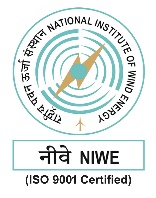 राष्ट्रीय पवन ऊर्जा संस्थान NATIONAL INSTITUTE OF WIND ENERGY
नीवे NIWE
(ISO 9001 Certified)